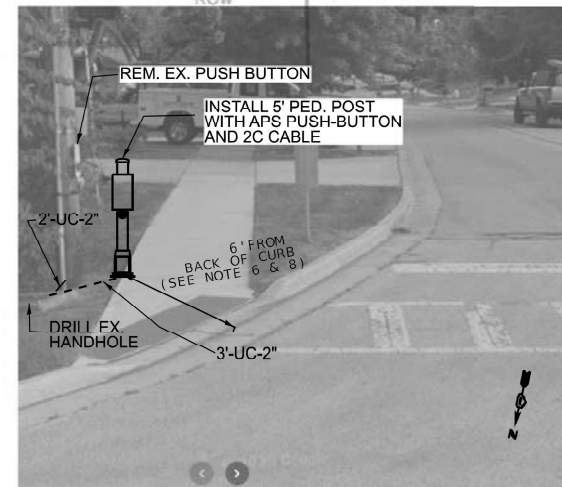 ROW
REM. EX. PUSH BUTTON
INSTALL 5' PED. POST
WITH APS PUSH-BUTTON
AND 2C CABLE
2'-UC-2"
6' FROM
BACK OF CURB
(SEE NOTE 6 & 8)
DRILL EX.
HANDHOLE
3'-UC-2"
N